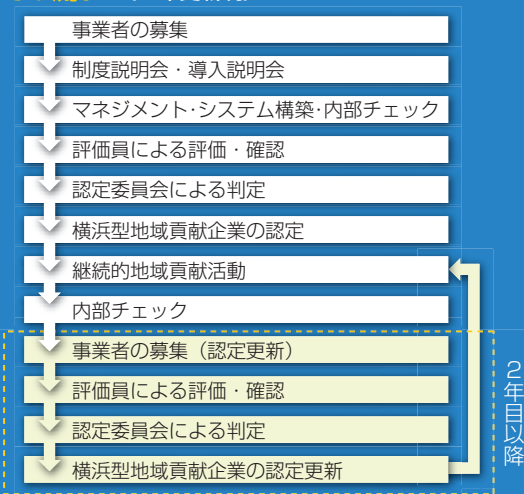 事業者の募集
制度説明会・導入説明会
マネジメント・システム構築・内部チェック
評価員による評価・確認
認定委員会による判定
横浜型地域貢献企業の認定
継続的地域貢献活動
内部チェック
事業者の募集（認定更新）
評価員による評価・確認
認定委員会による判定
横浜型地域貢献企業の認定更新
2年目以降